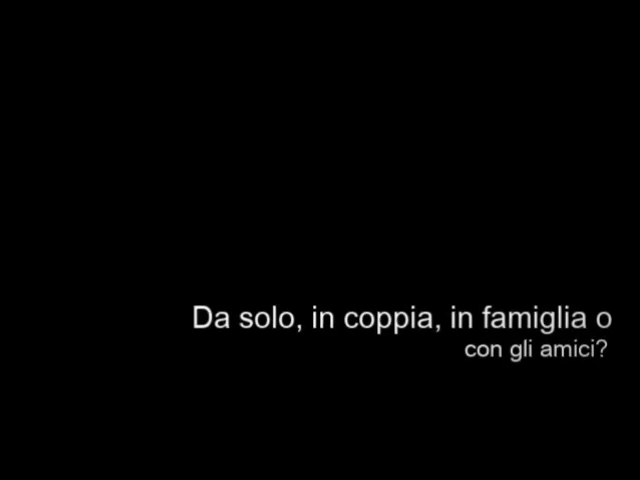 Da solo, in coppia, in famiglia o
con gli amici?